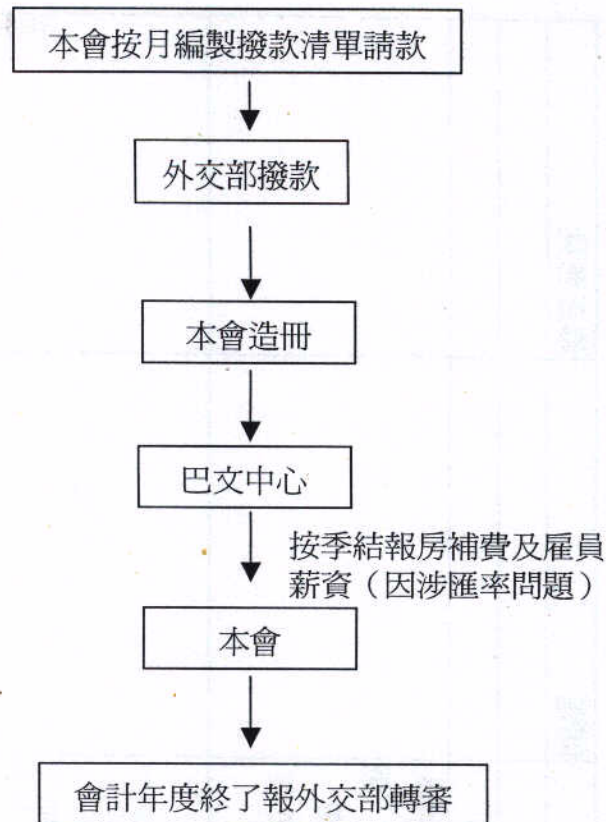 本會按月編製撥款清單請款
外交部撥款
本會造冊
巴文中心
按季結報房補費及雇員
薪資（因涉匯率問題）
本會
會計年度終了報外交部轉審